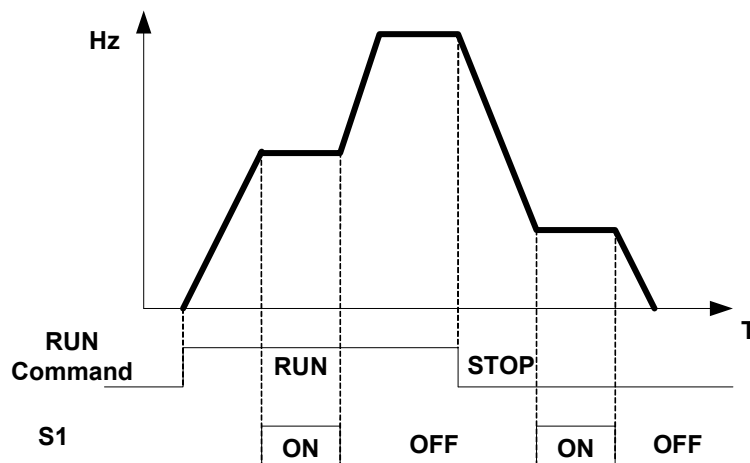 Hz
T
RUN
Command
RUN
STOP
S1
ON
OFF
ON
OFF